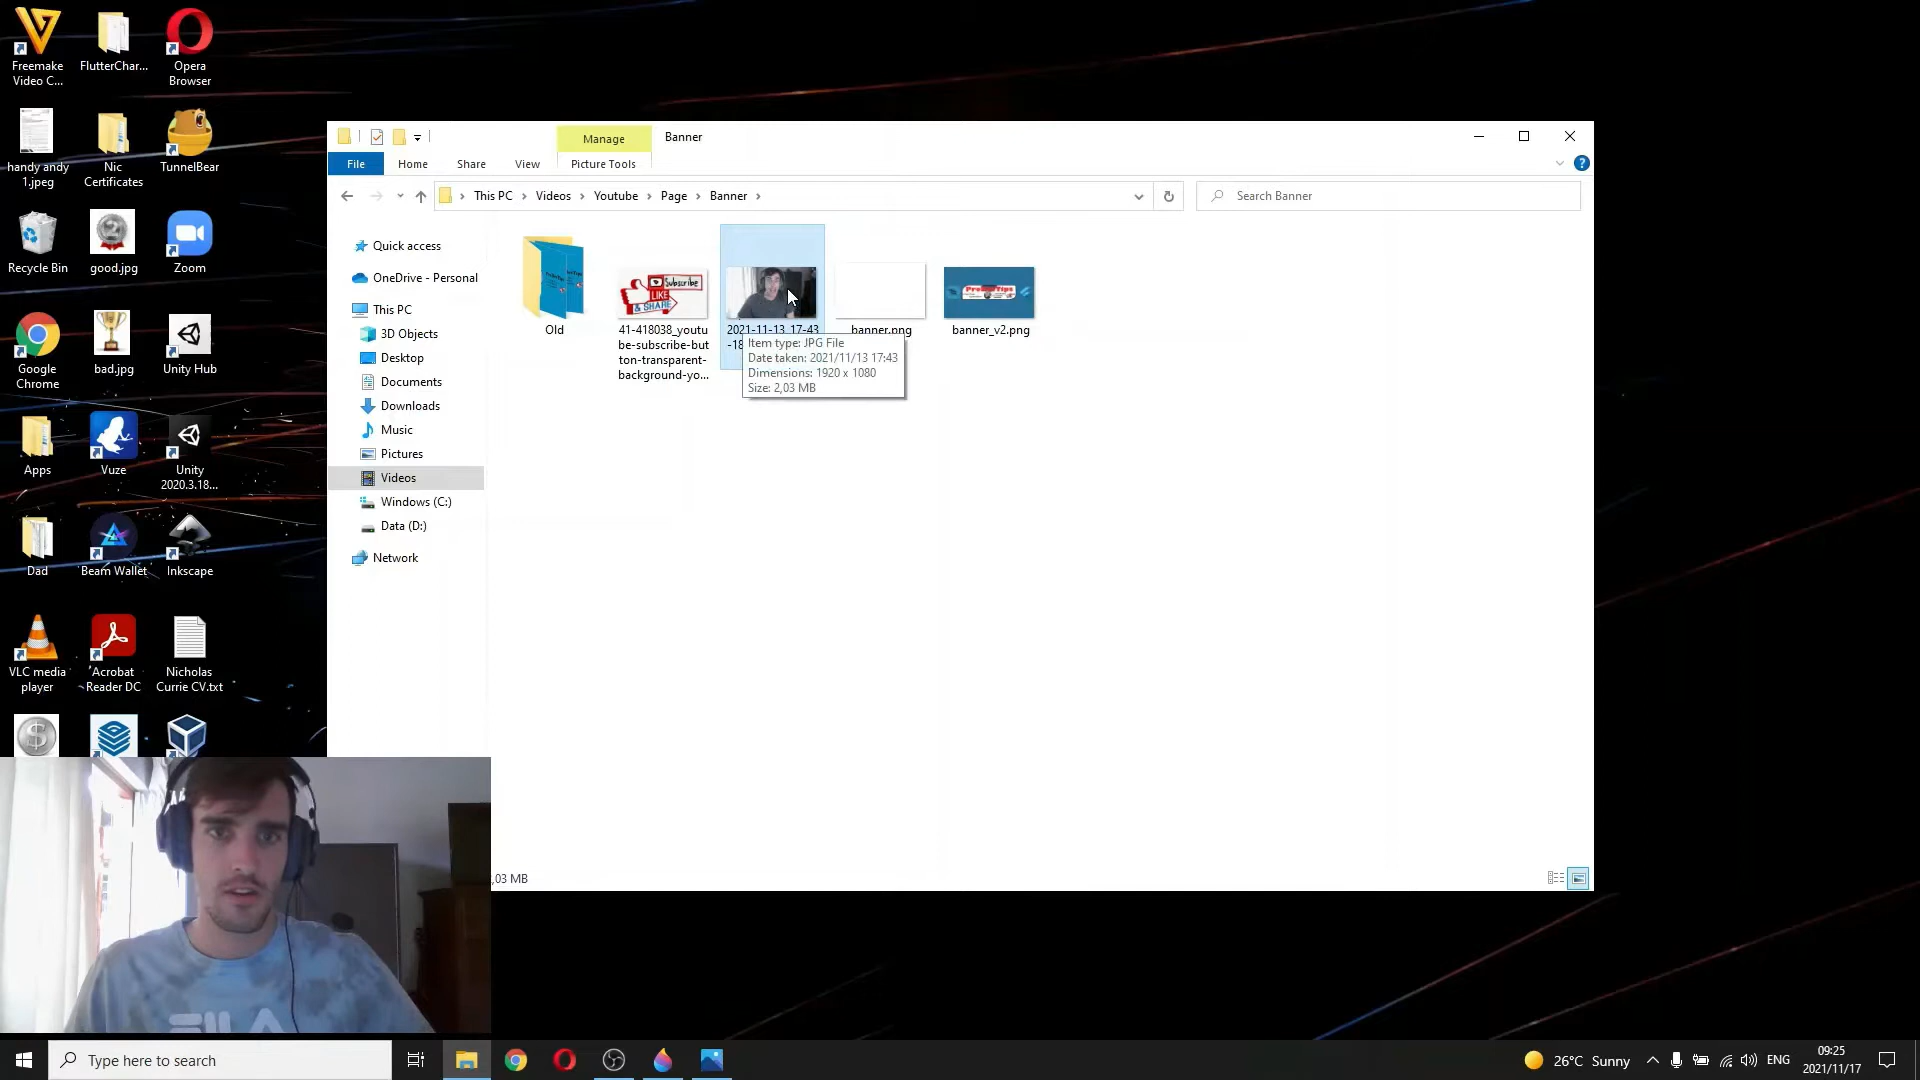 Freemake
Video C...
FlutterChar...
Opera
Browser
handy andy
1.jpeg
Nic
Certificates
TunnelBear
Recycle Bin
good.jpg
Zoom
Google
Chrome
bad.jpg
Unity Hub
Apps
Vuze
Unity
2020.3.18...
Dad
Beam Wallet
Inkscape
VLC media
player
Acrobat
Reader DC
Nicholas
Currie CV.txt
Manage
Banner
File
Home
Share
View
Picture Tools
This PC
Videos
Youtube
Page
Banner
Search Banner
Quick access
OneDrive - Personal
This PC
3D Objects
Desktop
Documents
Downloads
Music
Pictures
Videos
Windows (C:)
Data (D:)
Network
Old
Subscribe
LIKE
& SHARE
41-418038_youtu
be-subscribe-but
ton-transparent-
background-yo...
2021-11-13_17-43
-18
banner.png
banner_v2.png
Item type: JPG File
Date taken: 2021/11/13 17:43
Dimensions: 1920 x 1080
Size: 2,03 MB
,03 MB
Type here to search
26°C Sunny
ENG
09:25
2021/11/17